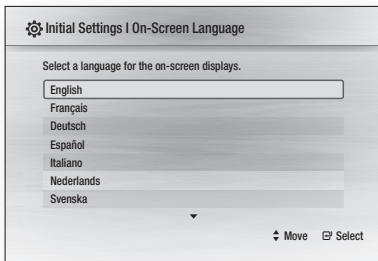 Initial Settings I On-Screen Language
Select a language for the on-screen displays.
English
Français
Deutsch
Español
Italiano
Nederlands
Svenska
Move Select